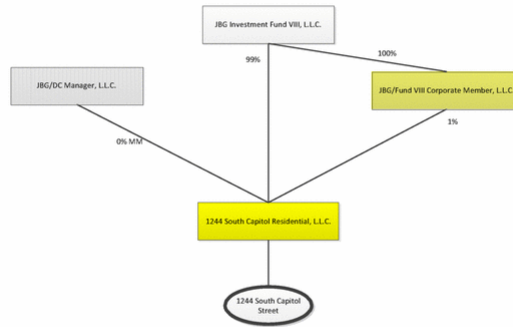 JBG Investment Fund VIII, L.L.C.
100%
99%
JBG/DC Manager, L.L.C.
JBG/Fund VIII Corporate Member, L.L.C.
1%
0% MM
1244 South Capitol Residential, L.L.C.
1244 South Capitol
Street